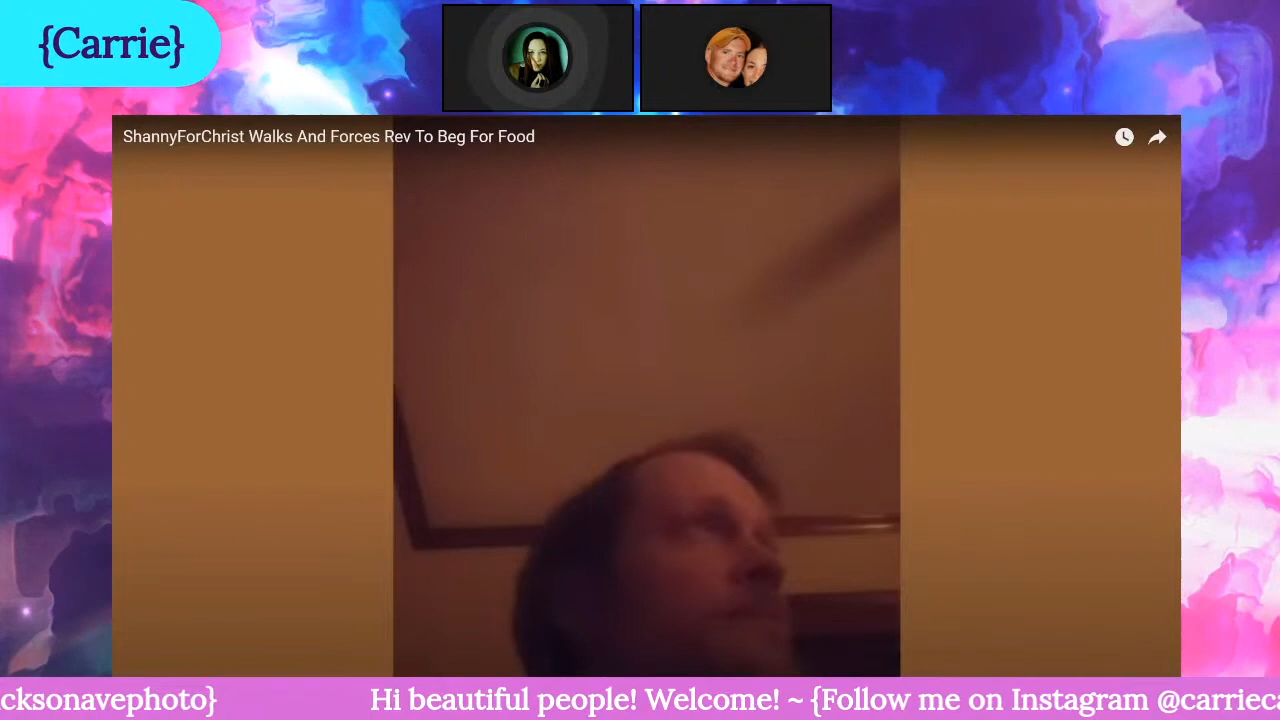 {Carrie}
ShannyForChrist Walks And Forces Rev To Beg For Food
cksonavephoto} Hi beautiful people! Welcome! ~ {Follow me on Instagram @carriec